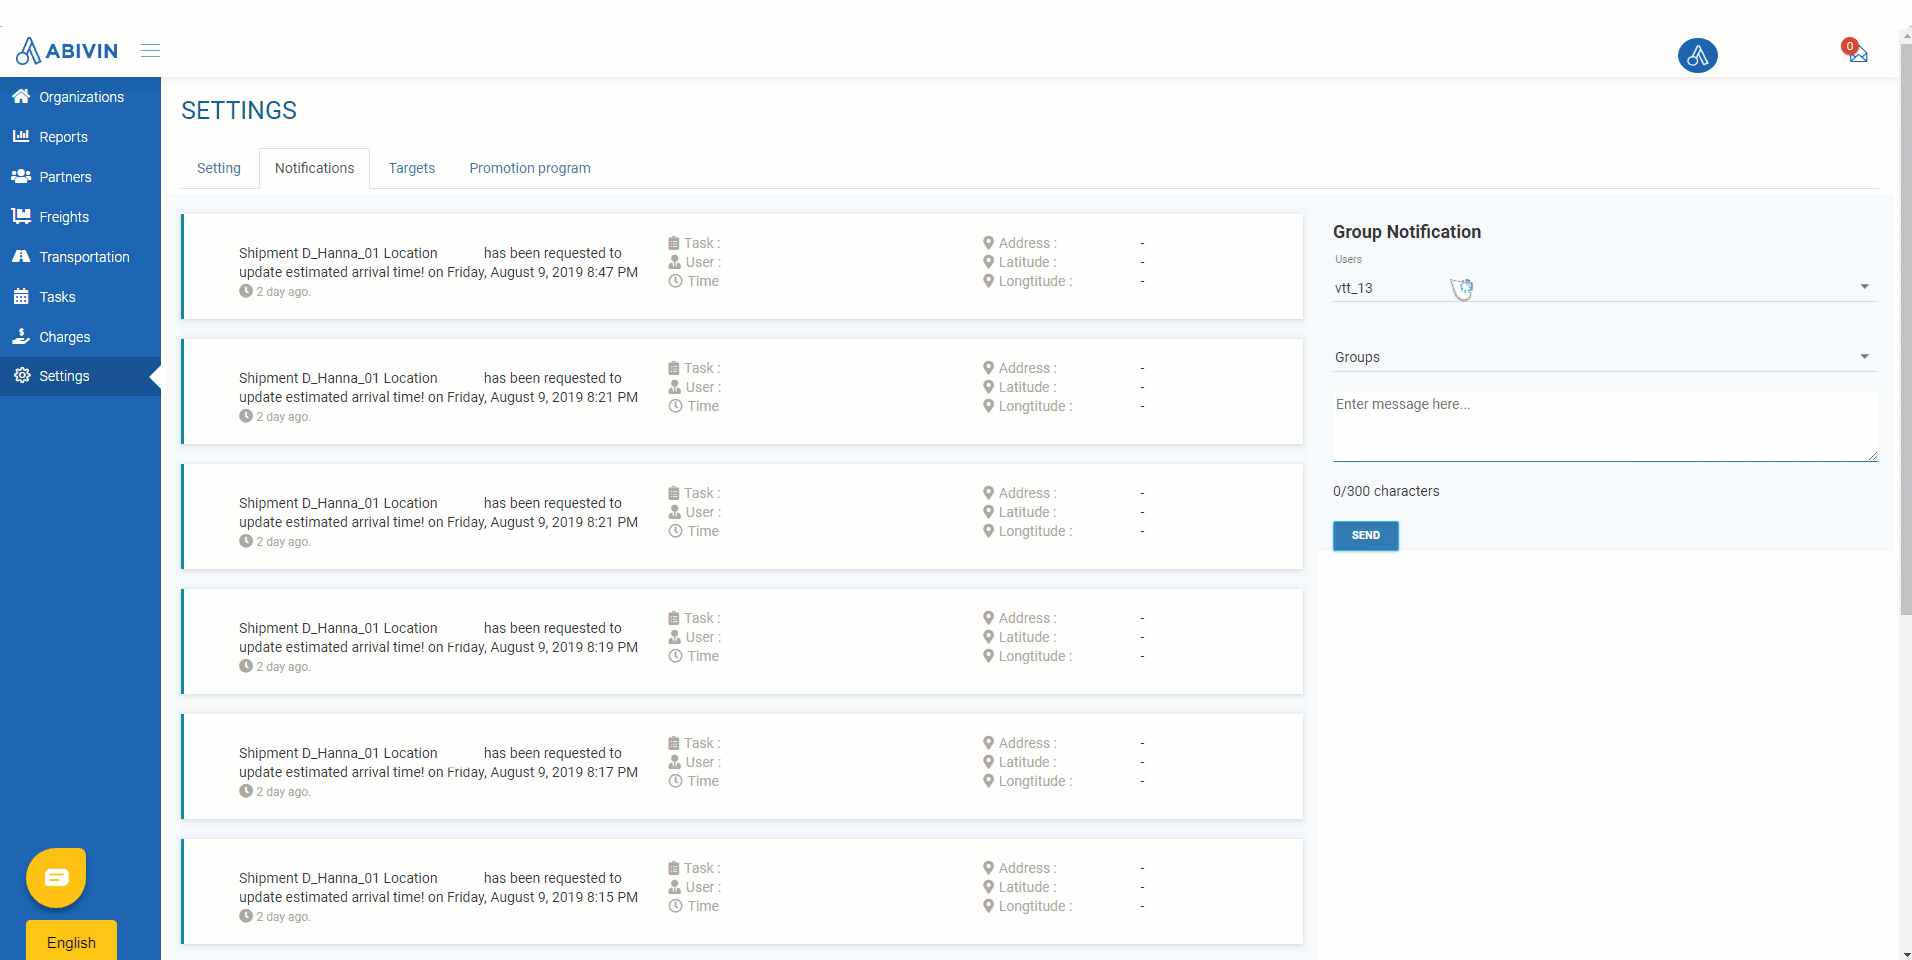 ABIVIN
0
Organizations
Reports
Partners
Freights
Transportation
Tasks
Charges
Settings
English
SETTINGS
Setting
Notifications
Targets
Promotion program
Shipment D_Hanna_01 Location has been requested to
update estimated arrival time! on Friday, August 9, 2019 8:47 PM
2 day ago.
Task :
User :
Time
Address : -
Latitude : -
Longtitude : -
Shipment D_Hanna_01 Location has been requested to
update estimated arrival time! on Friday, August 9, 2019 8:21 PM
2 day ago.
Task :
User :
Time
Address : -
Latitude : -
Longtitude : -
Shipment D_Hanna_01 Location has been requested to
update estimated arrival time! on Friday, August 9, 2019 8:21 PM
2 day ago.
Task :
User :
Time
Address : -
Latitude : -
Longtitude : -
Shipment D_Hanna_01 Location has been requested to
update estimated arrival time! on Friday, August 9, 2019 8:19 PM
2 day ago.
Task :
User :
Time
Address : -
Latitude : -
Longtitude : -
Shipment D_Hanna_01 Location has been requested to
update estimated arrival time! on Friday, August 9, 2019 8:17 PM
2 day ago.
Task :
User :
Time
Address : -
Latitude : -
Longtitude : -
Shipment D_Hanna_01 Location has been requested to
update estimated arrival time! on Friday, August 9, 2019 8:15 PM
2 day ago.
Task :
User :
Time
Address : -
Latitude : -
Longtitude : -
Group Notification
Users
vtt_13
Groups
Enter message here...
0/300 characters
SEND